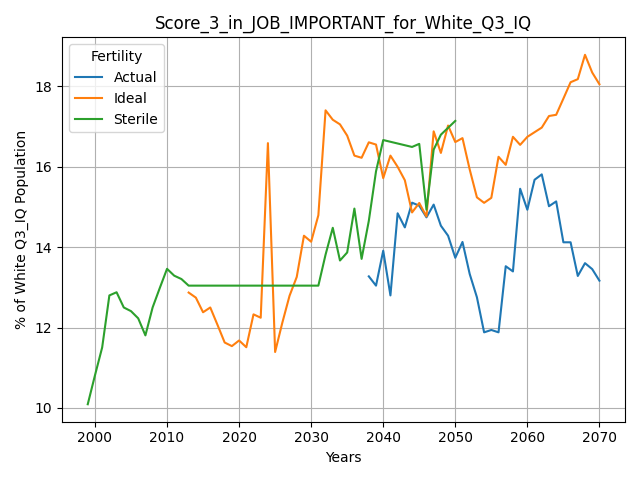 Score_3_in_JOB_IMPORTANT_for_White_Q3_IQ
Fertility
Actual
Ideal
Sterile
% of White Q3_IQ Population
18
16
14
12
10
2000 2010 2020 2030 2040 2050 2060 2070
Years